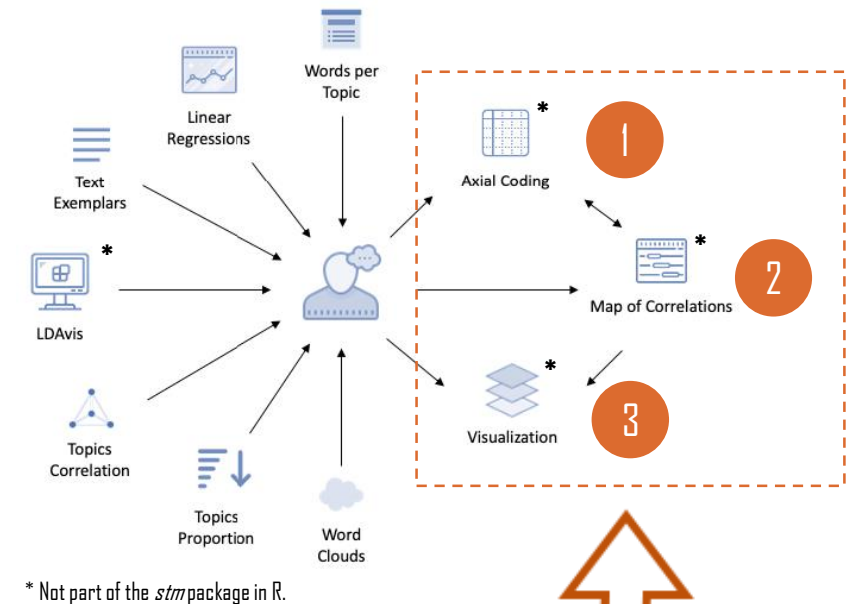 Words per
Topic
Linear
Regressions
Text
Exemplars
*
LDAvis
Topics
Correlation
Topics
Proportion
Word
Clouds
*
Axial Coding
1
*
Map of Correlations
2
*
Visualization
3
* Not part of the stm package in R.